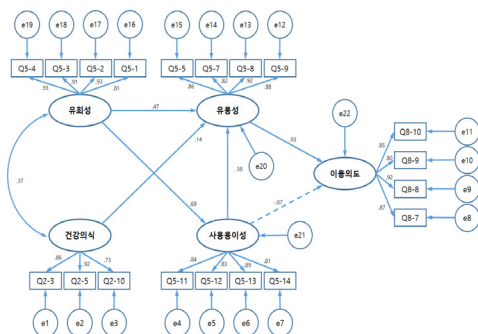 e19 e18 e17 e16 e15 e14 e13 e12
Q5-4 Q5-3 Q5-2 Q5-1 Q5-5 Q5-7 Q5-8 Q5-9
.93 .91 .93 .81 .86 .82 .92 .88
유희성 .47 유용성
e22
.14 .93 .85 Q8-10 e11
.80 Q8-9 e10
e20 이용의도
.37 .38 .92 Q8-8 e9
.87 Q8-7 e8
.69 -.07
건강의식 사용용이성 e21
.86 .92 .73 .84 .83 .89 .81
Q2-3 Q2-5 Q2-10 Q5-11 Q5-12 Q5-13 Q5-14
e1 e2 e3 e4 e5 e6 e7